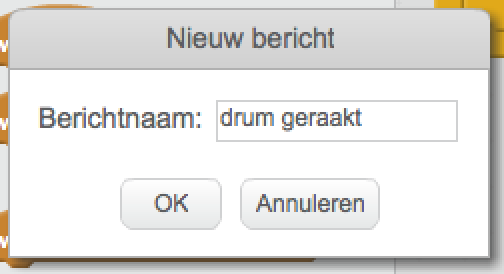 Nieuw bericht
Berichtnaam: drum geraakt
OK Annuleren